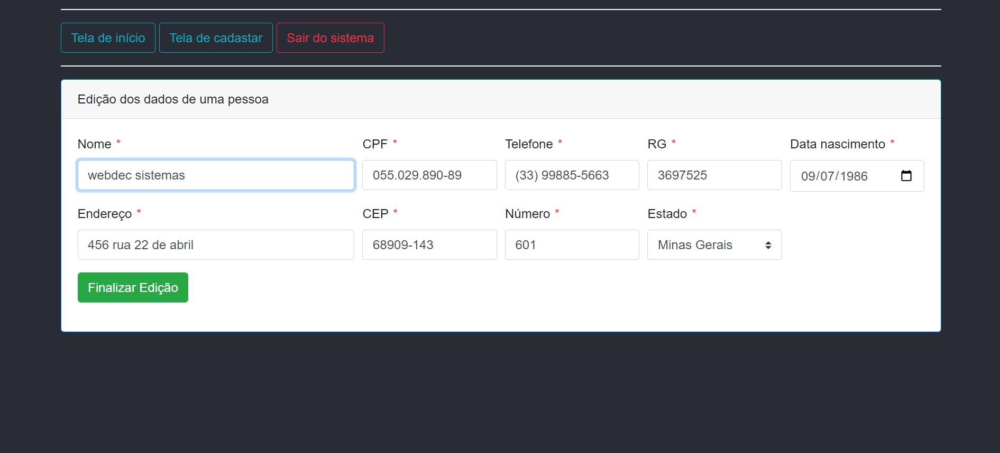 Tela de início Tela de cadastar Sair do sistema
Edição dos dados de uma pessoa
Nome * CPF * Telefone * RG * Data nascimento *
webdec sistemas 055.029.890-89 (33) 99885-5663 3697525 09/07/1986
Endereço * CEP * Número * Estado *
456 rua 22 de abril 68909-143 601 Minas Gerais
Finalizar Edição